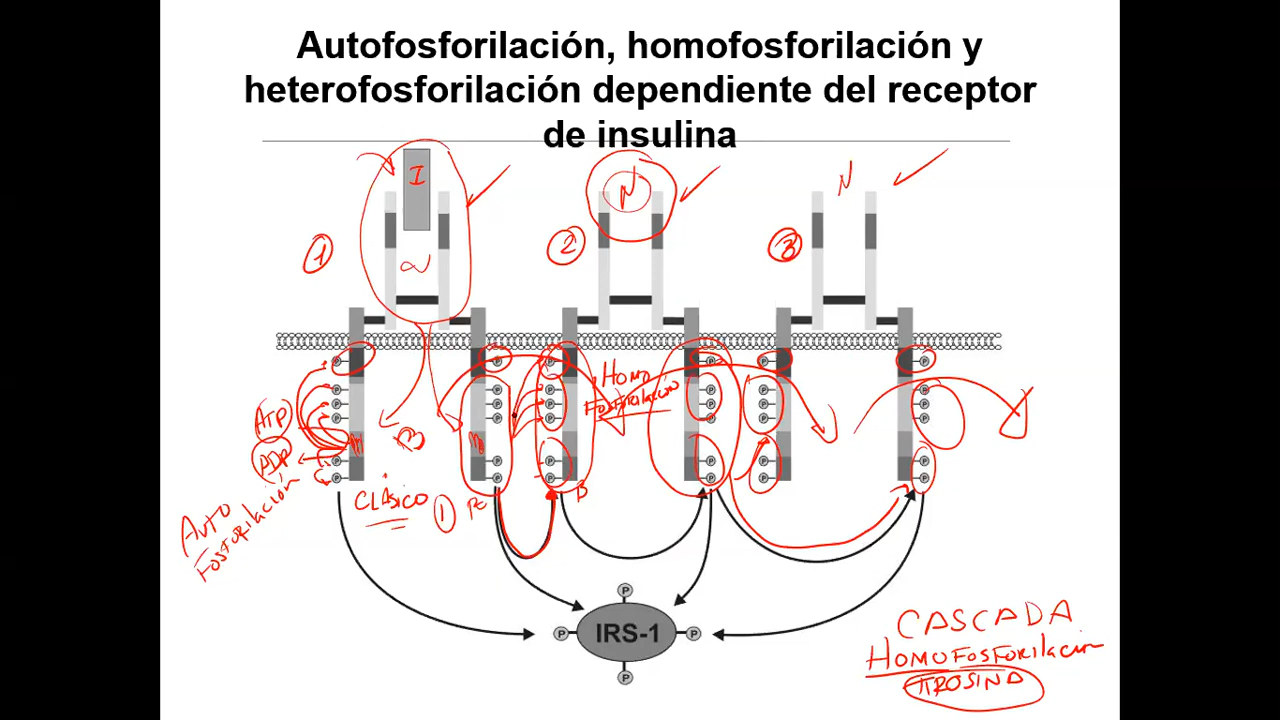 Autofosforilación, homofosforilación y
heterofosforilación dependiente del receptor
de insulina
I
N
N
α
1
2
3
HOMO
FOSFORILACIÓN
ATP
ADP
B
B
CLÁSICO
1
AUTO
FOSFORILACIÓN
P P P P P P
P P P P P P
P P P P P P
P P P P P P
P P P P P P
P P P P P P
P
P IRS-1 P
P
CASCADA
HOMOFOSFORILACIÓN
TIROSINA